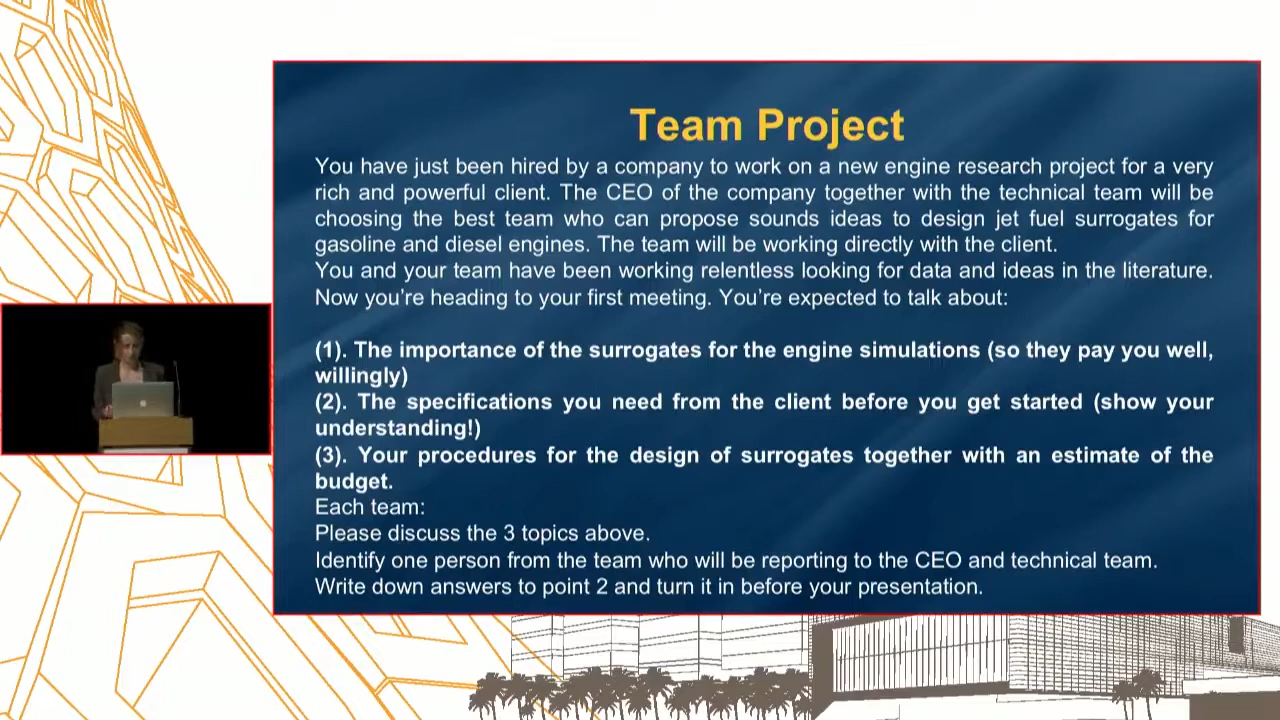 Team Project
You have just been hired by a company to work on a new engine research project for a very
rich and powerful client. The CEO of the company together with the technical team will be
choosing the best team who can propose sounds ideas to design jet fuel surrogates for
gasoline and diesel engines. The team will be working directly with the client.
You and your team have been working relentless looking for data and ideas in the literature.
Now you're heading to your first meeting. You're expected to talk about:
(1). The importance of the surrogates for the engine simulations (so they pay you well,
willingly)
(2). The specifications you need from the client before you get started (show your
understanding!)
(3). Your procedures for the design of surrogates together with an estimate of the
budget.
Each team:
Please discuss the 3 topics above.
Identify one person from the team who will be reporting to the CEO and technical team.
Write down answers to point 2 and turn it in before your presentation.